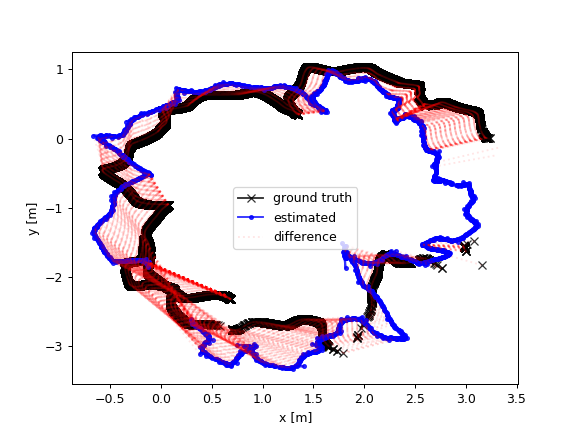 1
0
−1
−2
−3
y [m]
ground truth
estimated
difference
−0.5 0.0 0.5 1.0 1.5 2.0 2.5 3.0 3.5
x [m]